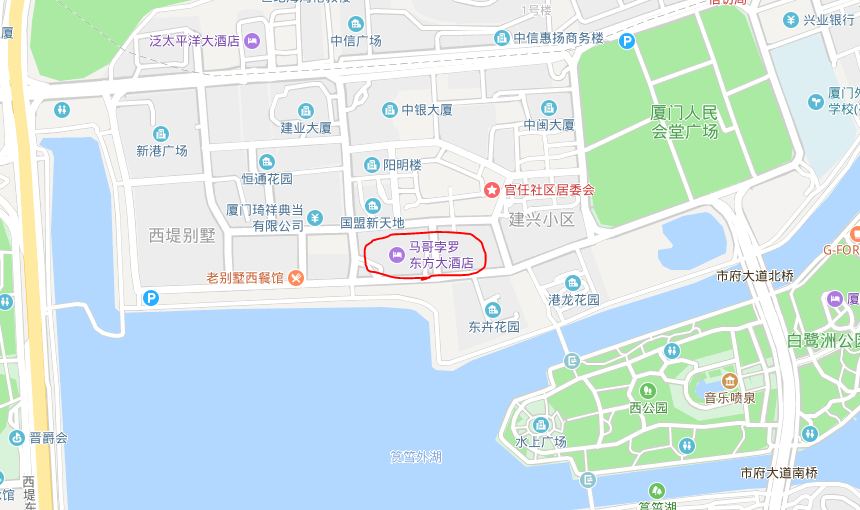 1号楼
信访局
厦
泛太平洋大酒店
中信广场
中信惠扬商务楼
兴业银行
厦门外
学校(
新港广场
建业大厦
中银大厦
中闽大厦
厦门人民
会堂广场
恒通花园
阳明楼
官任社区居委会
厦门琦祥典当
有限公司
国盟新天地
建兴小区
西堤别墅
马哥孛罗
东方大酒店
G-FOR
老别墅西餐馆
市府大道北桥
P
P
港龙花园
厦
东卉花园
白鹭洲公园
音乐喷泉
西公园
晋爵会
水上广场
筼筜外湖
市府大道南桥
西堤东
馆
筼筜湖